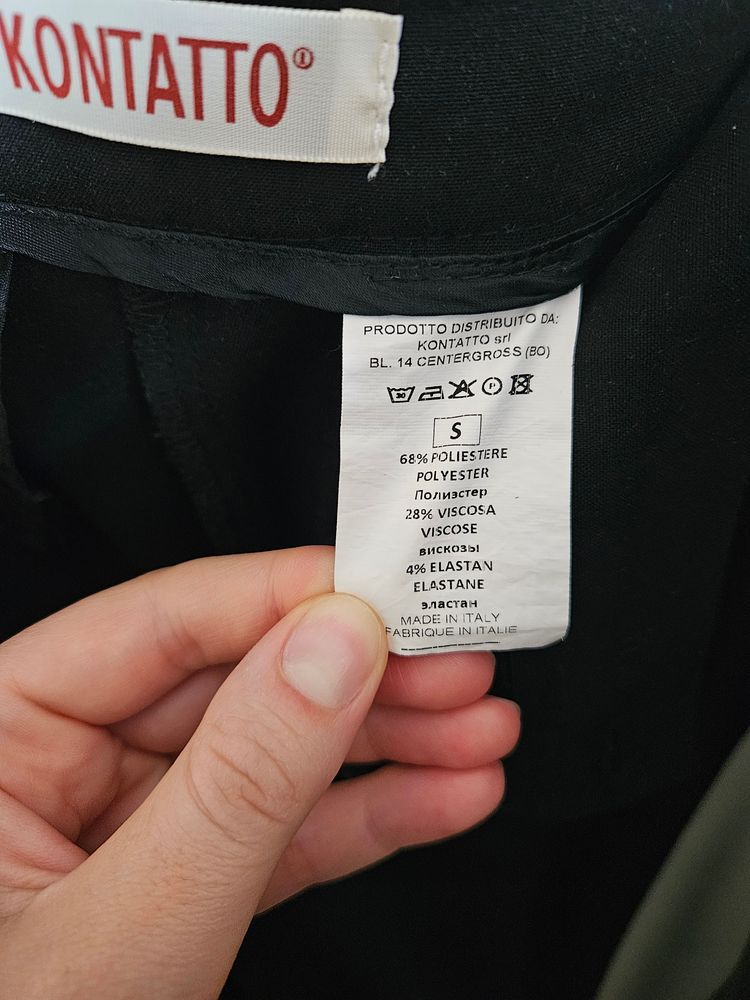 KONTATTO®
PRODOTTO DISTRIBUITO DA:
KONTATTO srl
BL. 14 CENTERGROSS (BO)
30 P
S
68% POLIESTERE
POLYESTER
Полиэстер
28% VISCOSA
VISCOSE
вискозы
4% ELASTAN
ELASTANE
эластан
MADE IN ITALY
FABRIQUE IN ITALIE